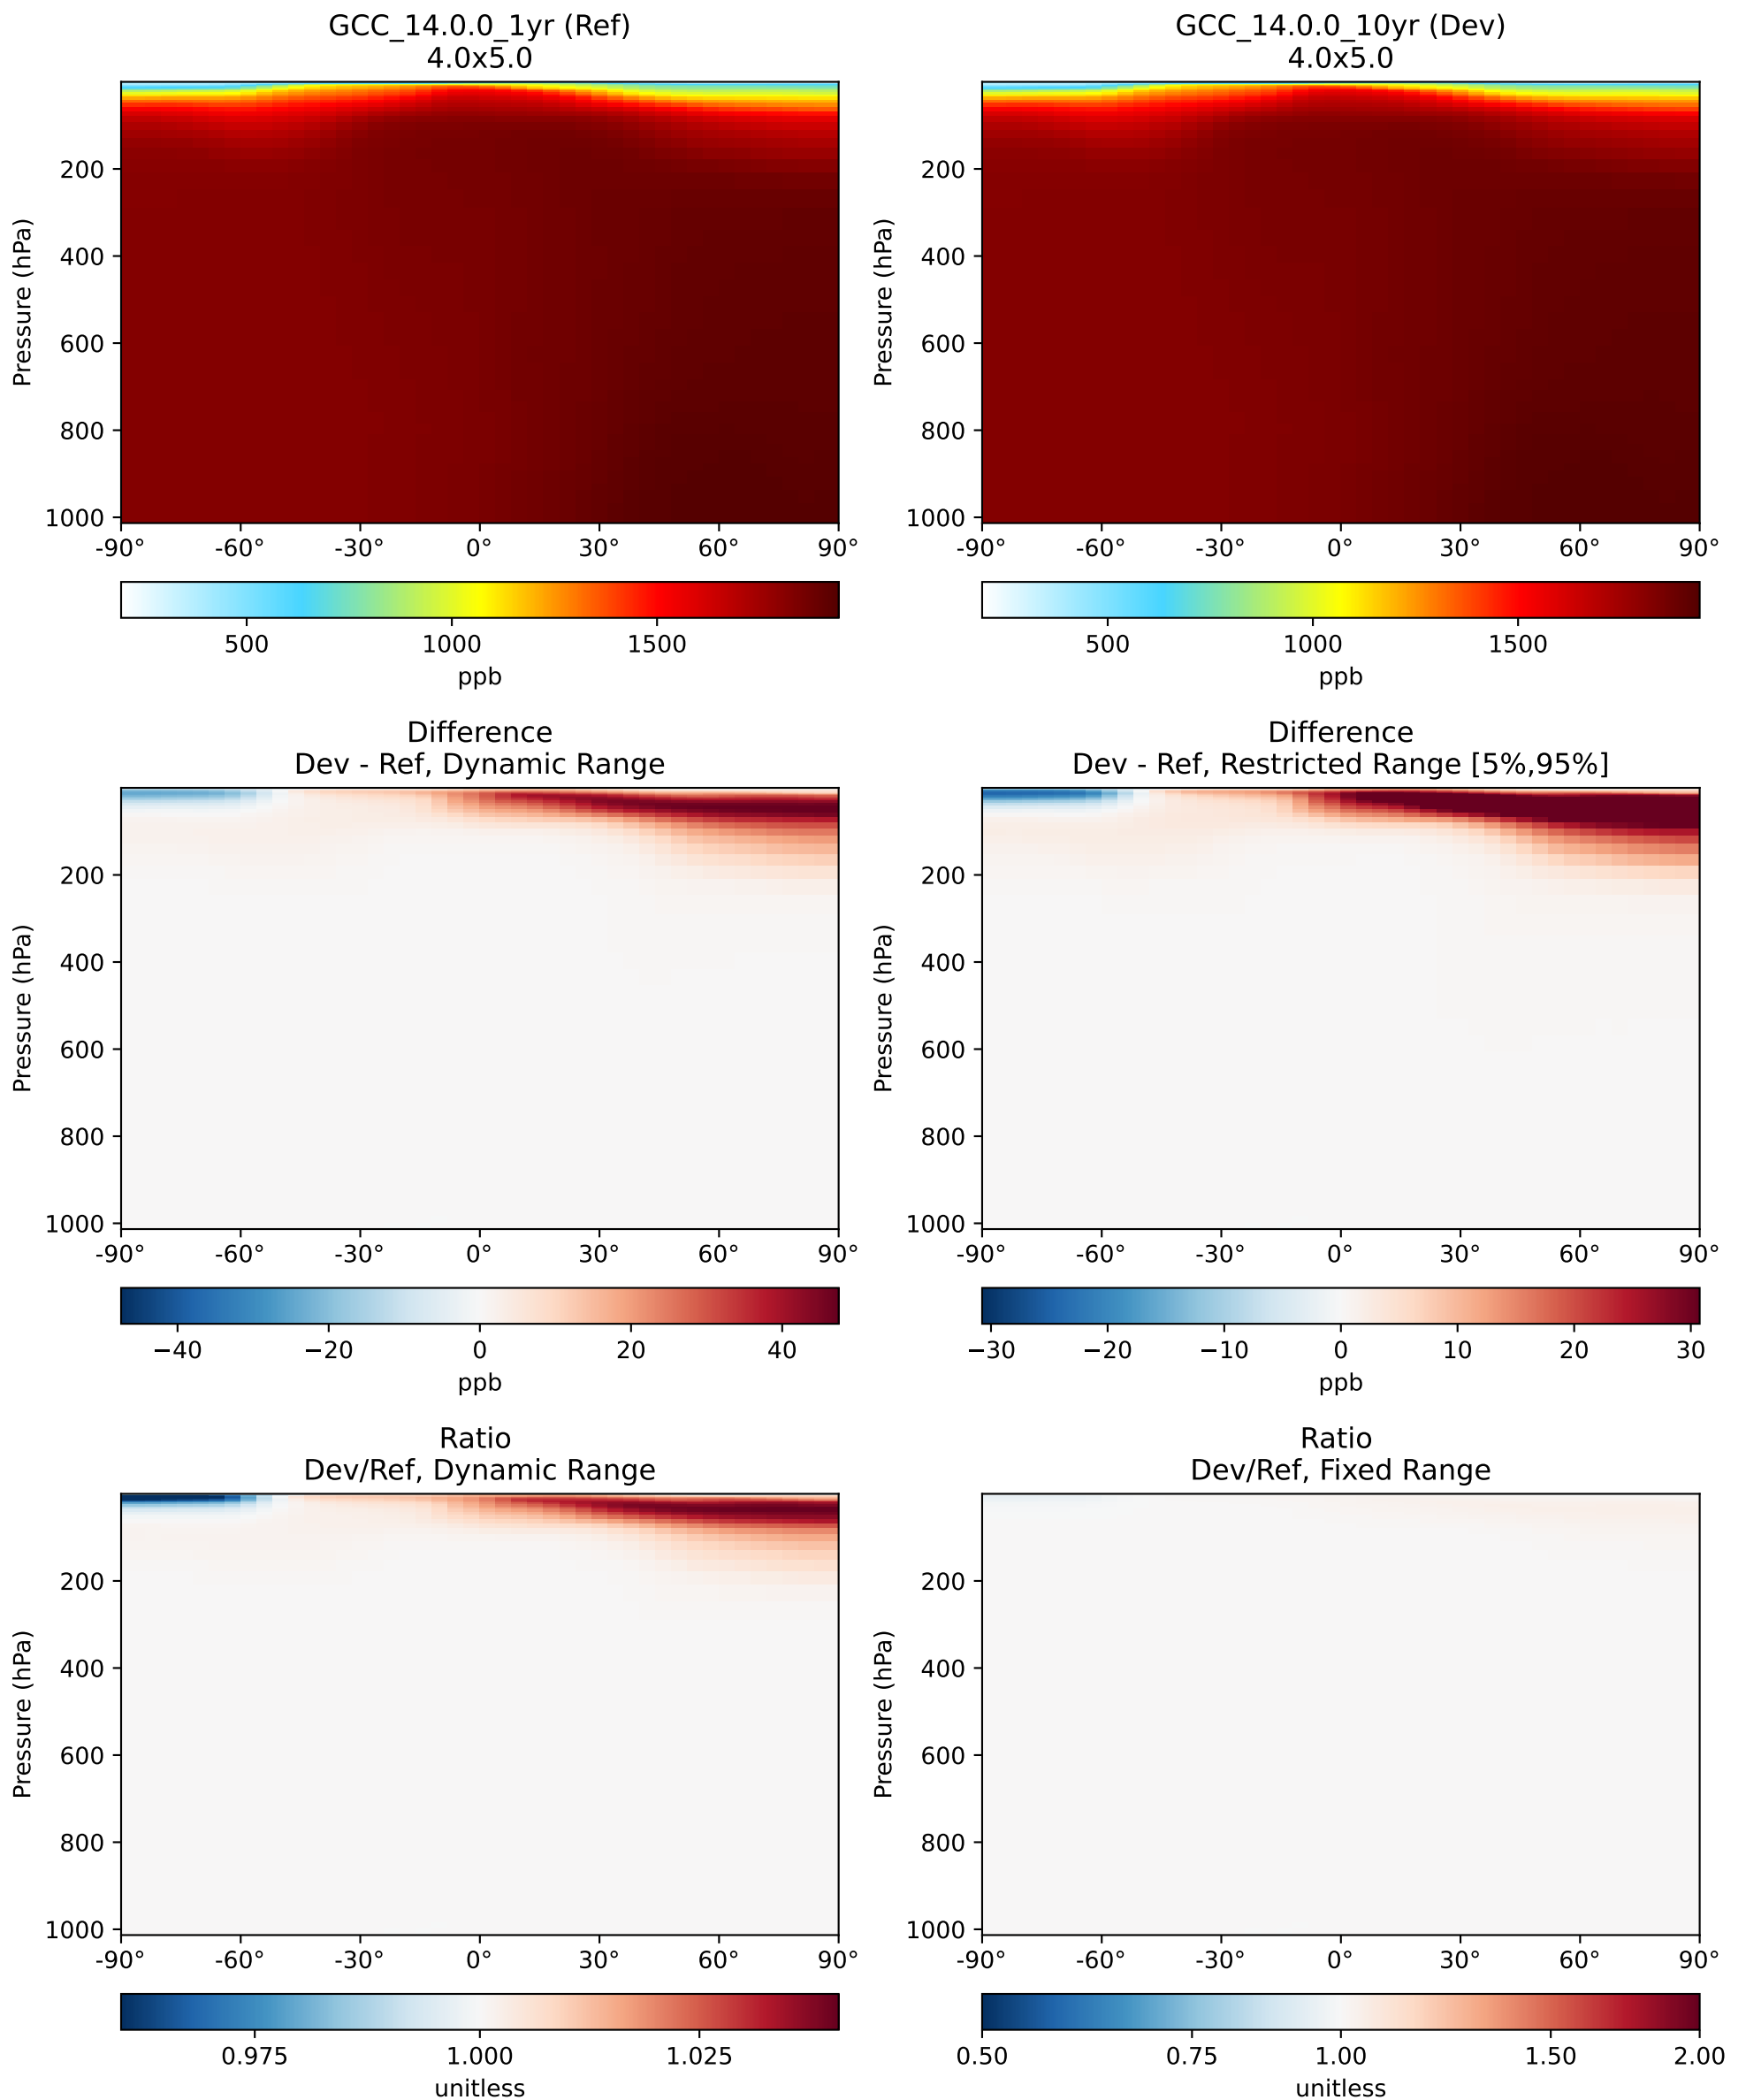 GCC_14.0.0_1yr (Ref)
4.0x5.0
Pressure (hPa)
200
400
600
800
1000
-90° -60° -30° 0° 30° 60° 90°
500 1000 1500
ppb
GCC_14.0.0_10yr (Dev)
4.0x5.0
Pressure (hPa)
200
400
600
800
1000
-90° -60° -30° 0° 30° 60° 90°
500 1000 1500
ppb
Difference
Dev - Ref, Dynamic Range
Pressure (hPa)
200
400
600
800
1000
-90° -60° -30° 0° 30° 60° 90°
−40 −20 0 20 40
ppb
Difference
Dev - Ref, Restricted Range [5%,95%]
Pressure (hPa)
200
400
600
800
1000
-90° -60° -30° 0° 30° 60° 90°
−30 −20 −10 0 10 20 30
ppb
Ratio
Dev/Ref, Dynamic Range
Pressure (hPa)
200
400
600
800
1000
-90° -60° -30° 0° 30° 60° 90°
0.975 1.000 1.025
unitless
Ratio
Dev/Ref, Fixed Range
Pressure (hPa)
200
400
600
800
1000
-90° -60° -30° 0° 30° 60° 90°
0.50 0.75 1.00 1.50 2.00
unitless